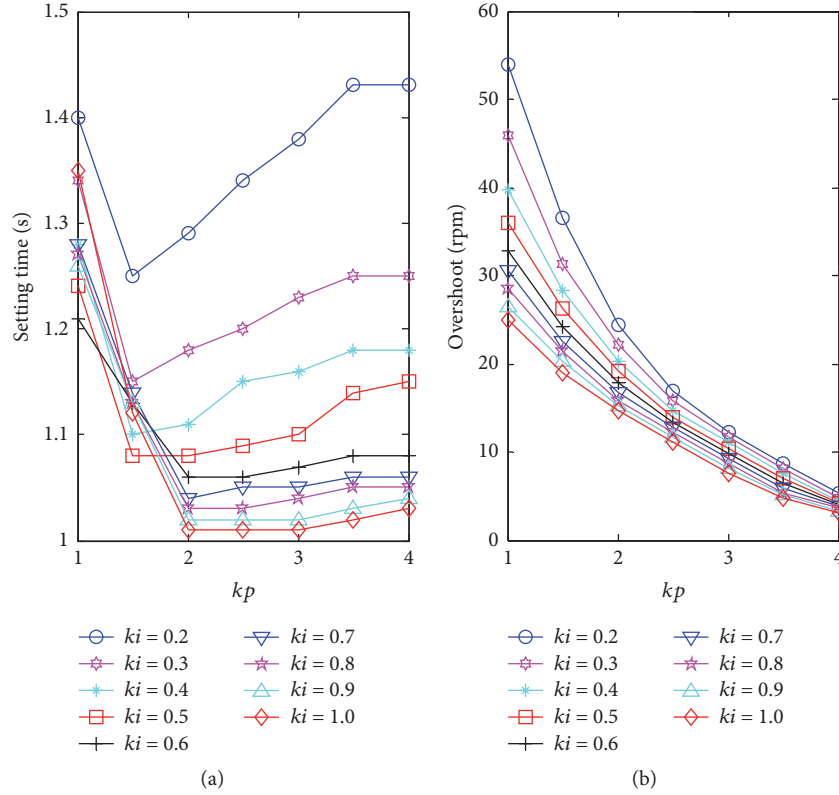 1.5
1.4
1.3
1.2
1.1
1
Setting time (s)
1 2 3 4
kp
ki = 0.2
ki = 0.3
ki = 0.4
ki = 0.5
ki = 0.6
ki = 0.7
ki = 0.8
ki = 0.9
ki = 1.0
(a)
60
50
40
30
20
10
0
Overshoot (rpm)
1 2 3 4
kp
ki = 0.2
ki = 0.3
ki = 0.4
ki = 0.5
ki = 0.6
ki = 0.7
ki = 0.8
ki = 0.9
ki = 1.0
(b)